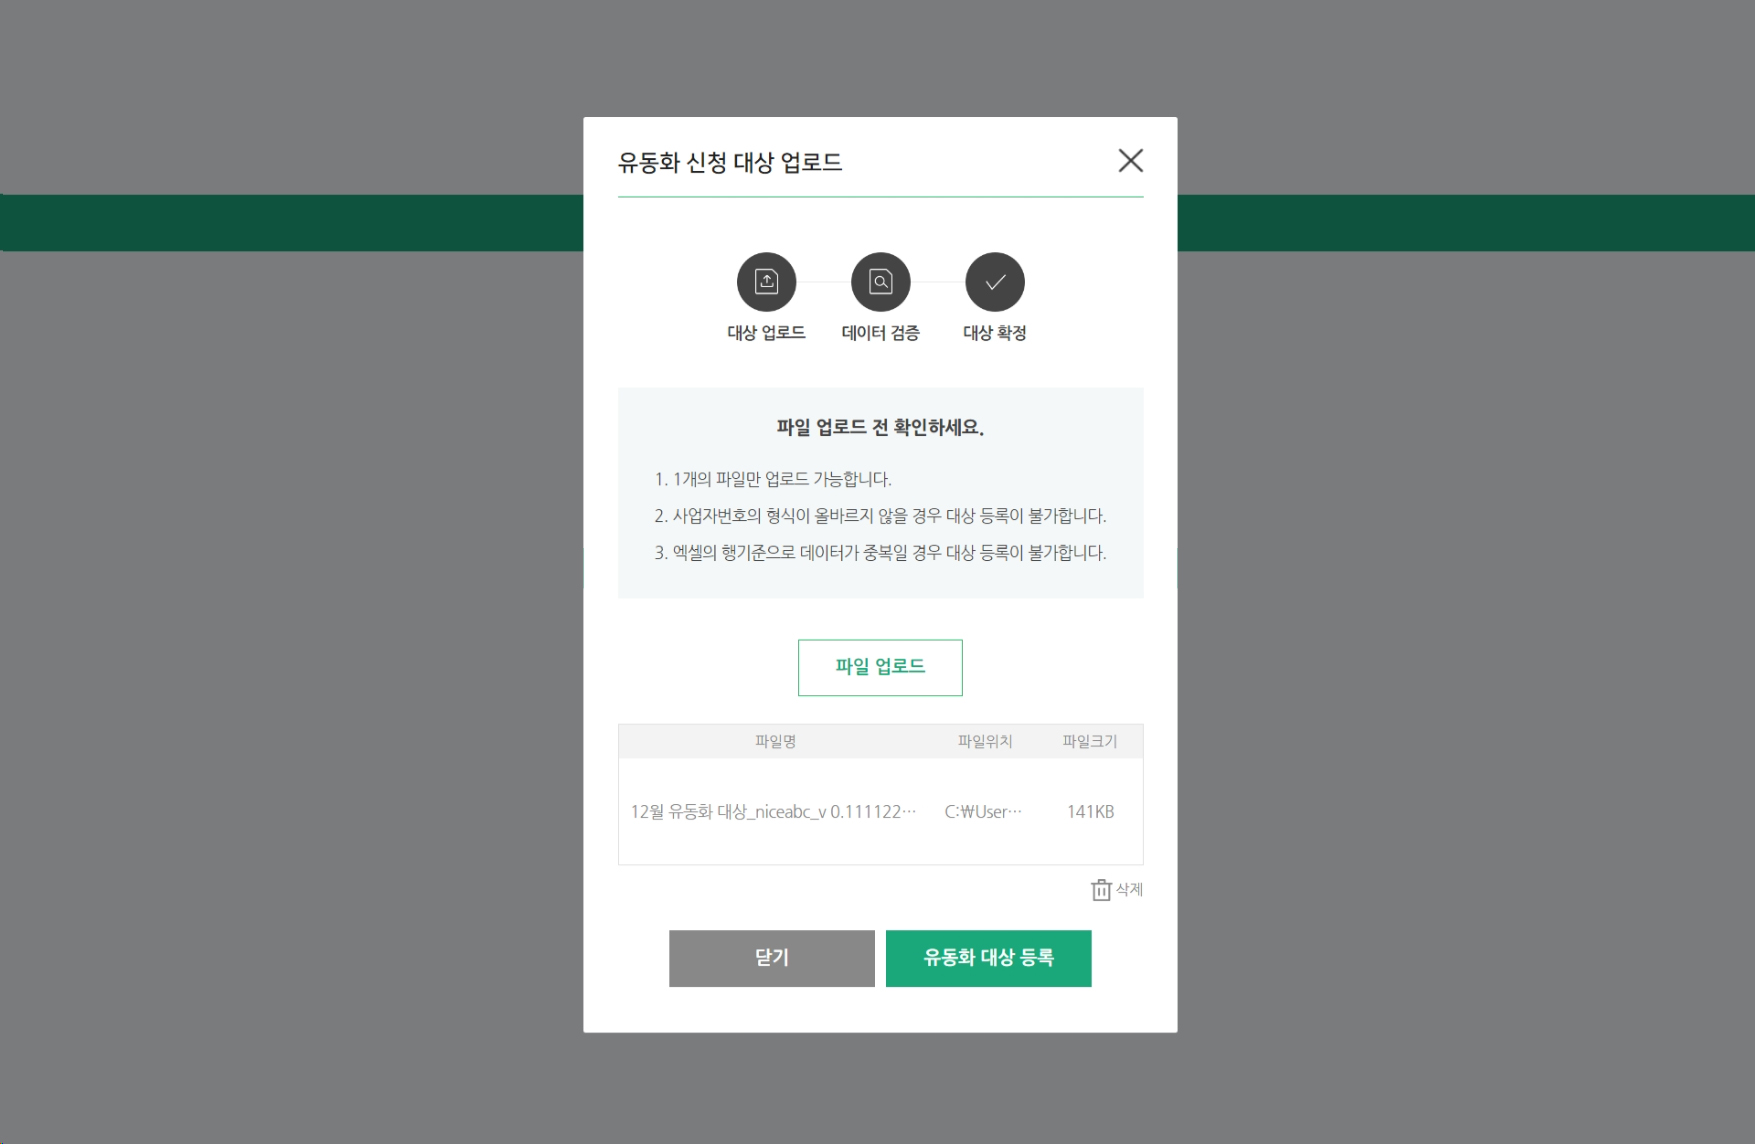 유동화 신청 대상 업로드
대상 업로드 데이터 검증 대상 확정
파일 업로드 전 확인하세요.
1. 1개의 파일만 업로드 가능합니다.
2. 사업자번호의 형식이 올바르지 않을 경우 대상 등록이 불가합니다.
3. 엑셀의 행기준으로 데이터가 중복일 경우 대상 등록이 불가합니다.
파일 업로드
파일명 파일위치 파일크기
12월 유동화 대상_niceabc_v 0.111122… C:₩User… 141KB
삭제
닫기 유동화 대상 등록